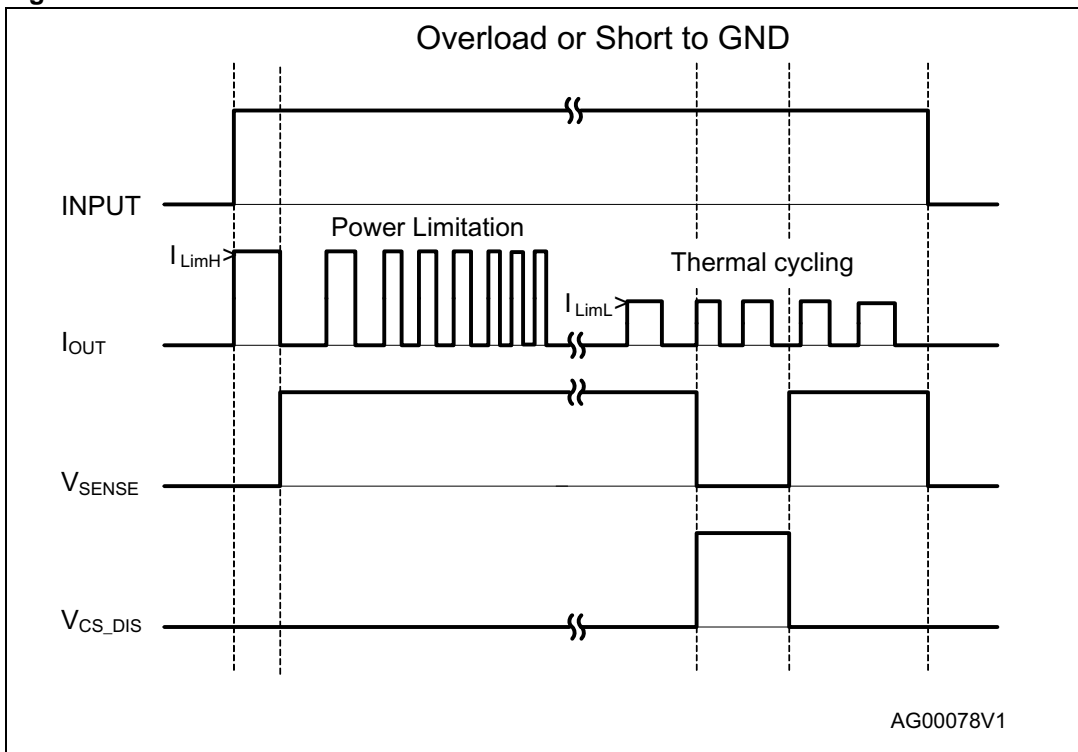 Overload or Short to GND
INPUT
Power Limitation
I LimH>
Thermal cycling
I LimL>
IOUT
VSENSE
VCS_DIS
AG00078V1